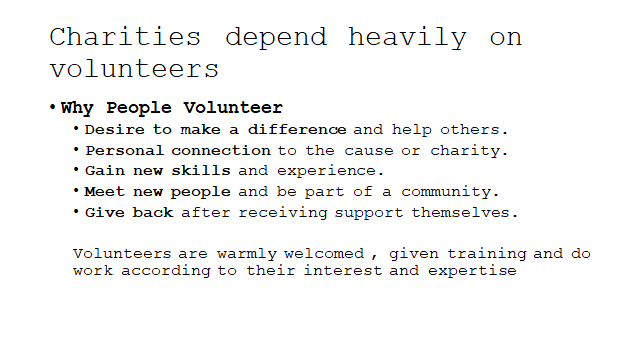 Charities depend heavily on
volunteers
• Why People Volunteer
• Desire to make a difference and help others.
• Personal connection to the cause or charity.
• Gain new skills and experience.
• Meet new people and be part of a community.
• Give back after receiving support themselves.
Volunteers are warmly welcomed , given training and do
work according to their interest and expertise